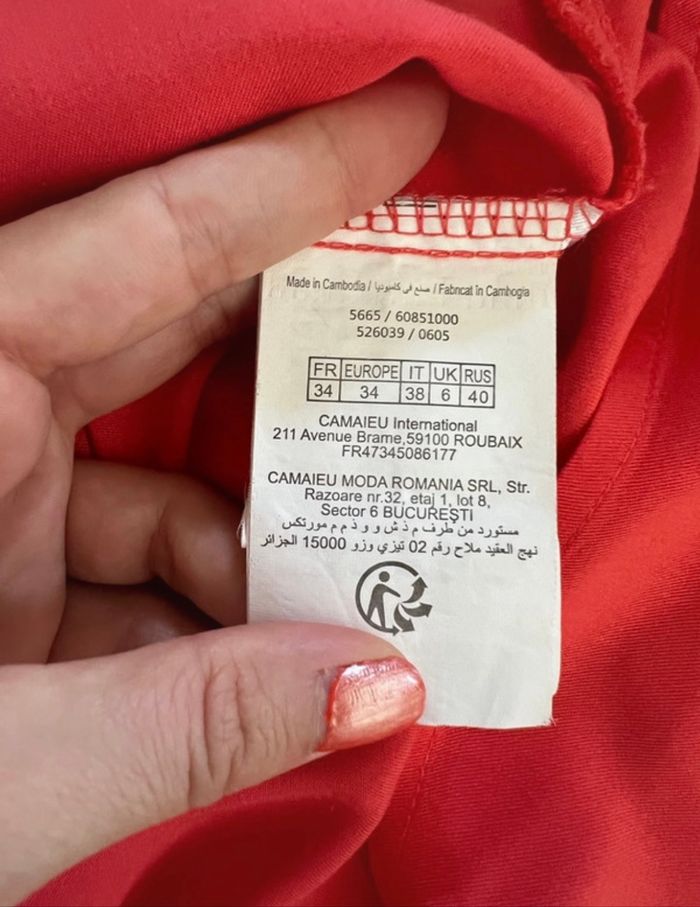 Made in Cambodia / صنع في كامبوديا / Fabricat în Cambogia
5665 / 60851000
526039 / 0605
FR EUROPE IT UK RUS
34 34 38 6 40
CAMAIEU International
211 Avenue Brame,59100 ROUBAIX
FR47345086177
CAMAIEU MODA ROMANIA SRL, Str.
Razoare nr.32, etaj 1, lot 8,
Sector 6 BUCUREŞTI
مستورد من طرف م ذ ش و و ذ م م مورتكس
نهج العقيد ملاح رقم 02 تيزي وزو 15000 الجزائر